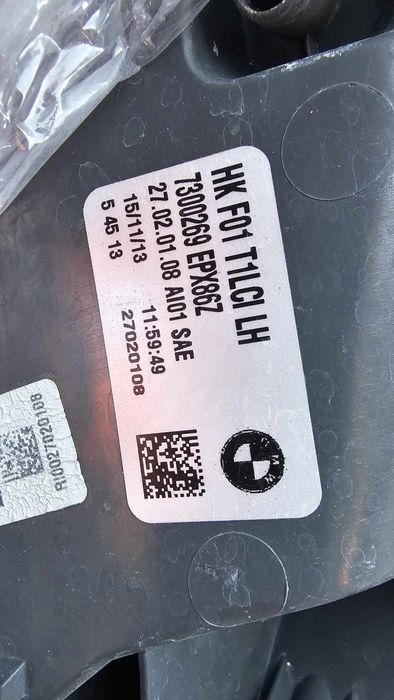 HK F01 T1LCI LH
7300269 EPX86Z
27.02.01.08 AI01 SAE
15/11/13 11:59:49
5 45 13 27020108
A10027020108